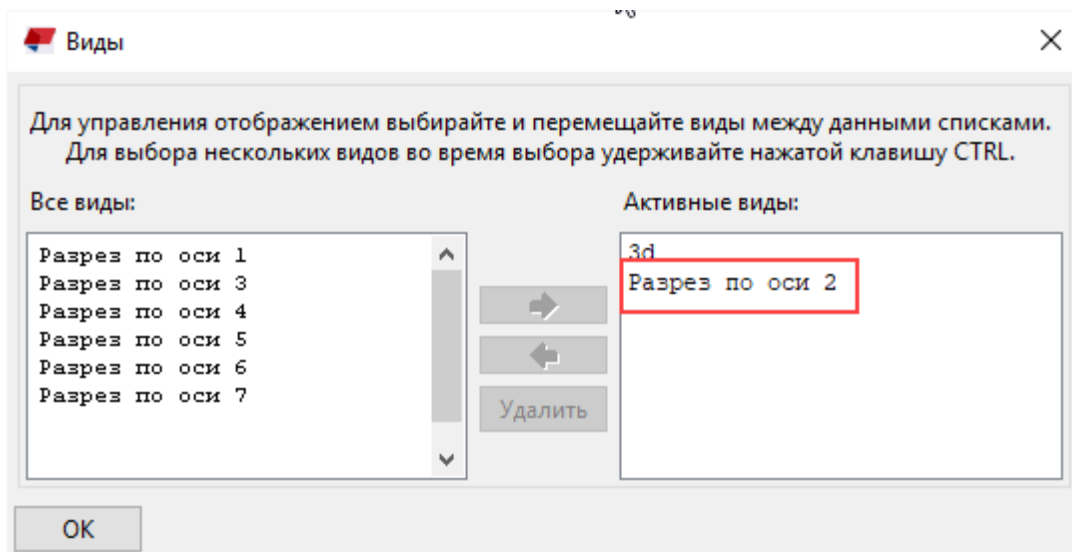 Виды
Для управления отображением выбирайте и перемещайте виды между данными списками.
Для выбора нескольких видов во время выбора удерживайте нажатой клавишу CTRL.
Все виды:
Активные виды:
Разрез по оси 1
Разрез по оси 3
Разрез по оси 4
Разрез по оси 5
Разрез по оси 6
Разрез по оси 7
Удалить
3d
Разрез по оси 2
OK